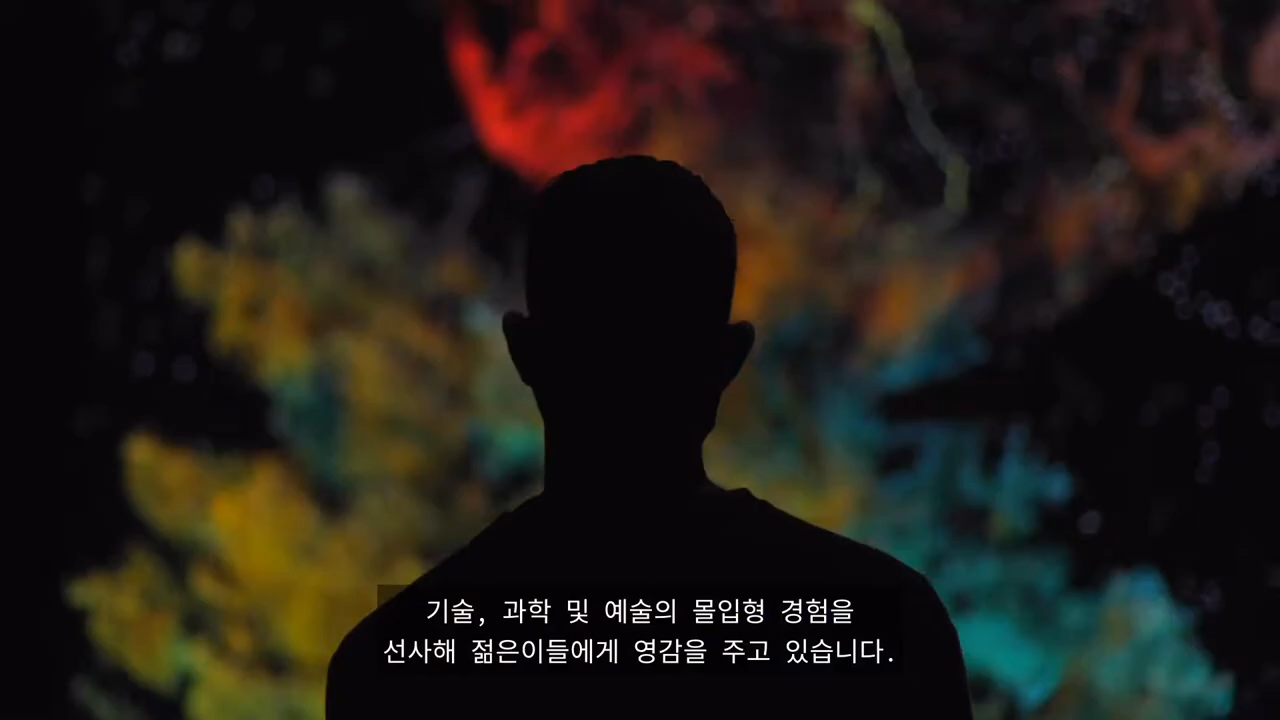 기술, 과학 및 예술의 몰입형 경험을
선사해 젊은이들에게 영감을 주고 있습니다.